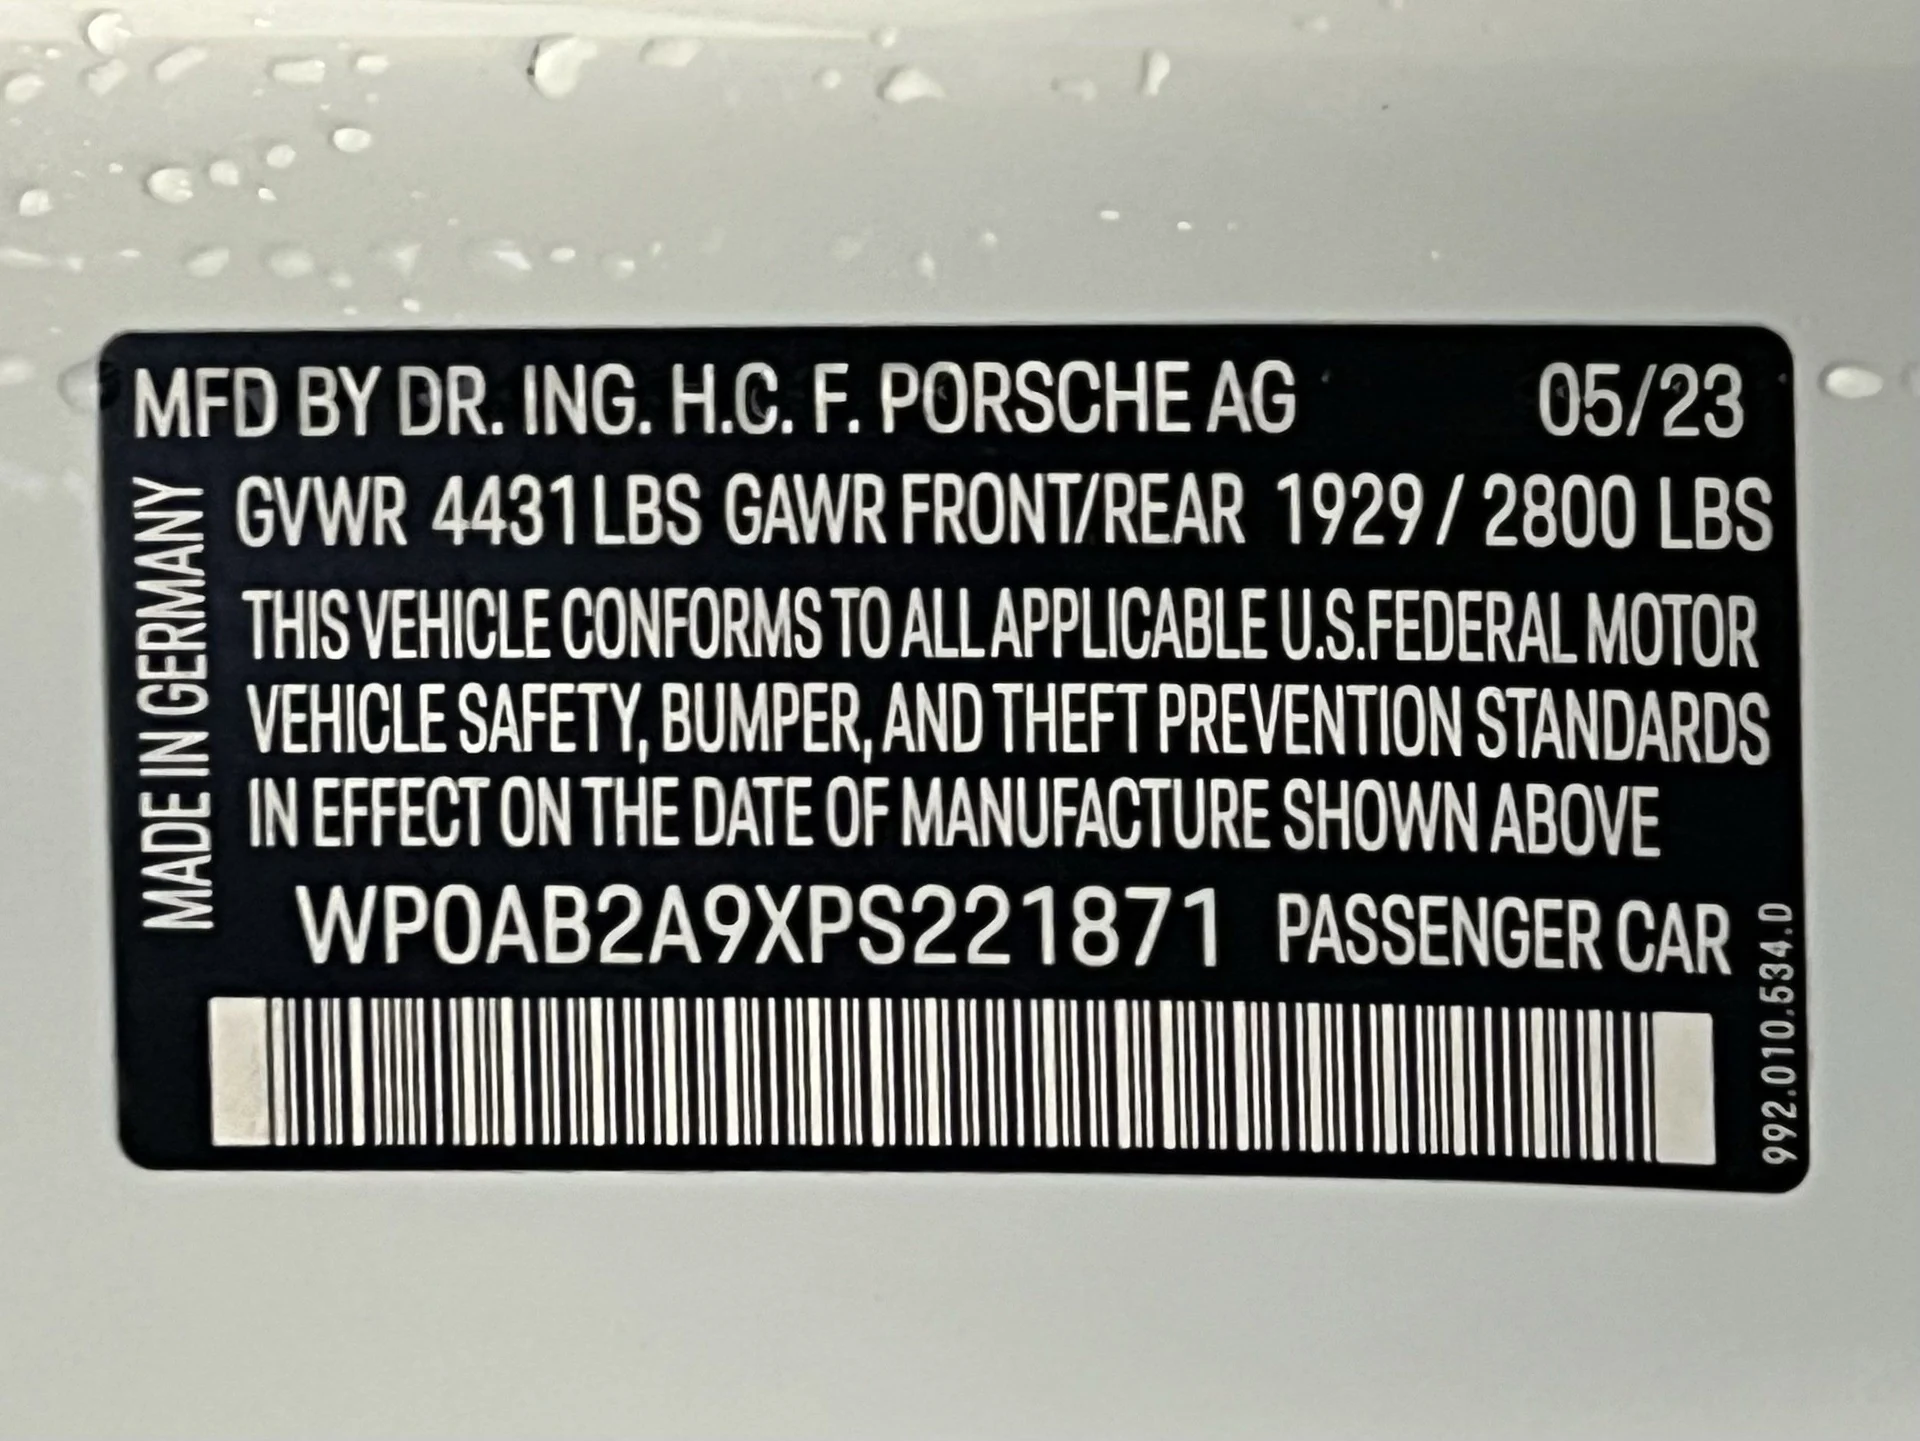 MFD BY DR. ING. H.C. F. PORSCHE AG 05/23
GVWR 4431 LBS GAWR FRONT/REAR 1929 / 2800 LBS
THIS VEHICLE CONFORMS TO ALL APPLICABLE U.S.FEDERAL MOTOR
VEHICLE SAFETY, BUMPER, AND THEFT PREVENTION STANDARDS
IN EFFECT ON THE DATE OF MANUFACTURE SHOWN ABOVE
WP0AB2A9XPS221871 PASSENGER CAR
MADE IN GERMANY
992.010.534.D